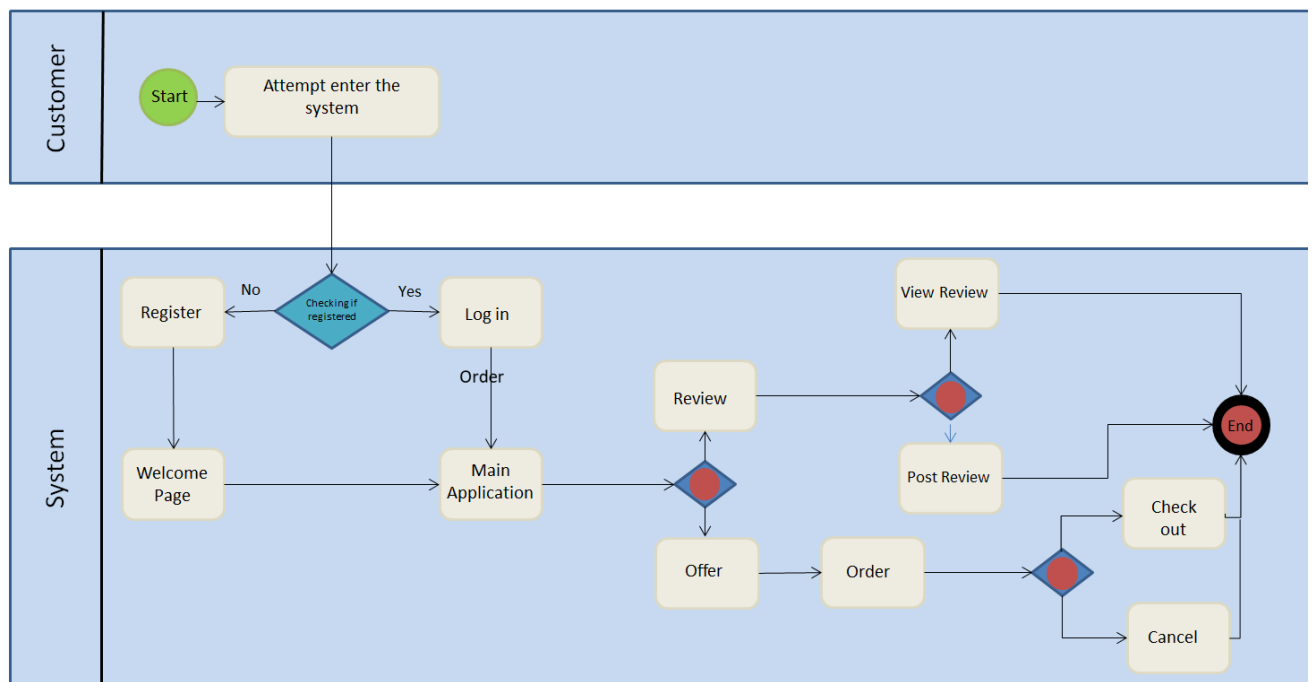 Customer
Start
Attempt enter the
system
System
No
Checking if
registered
Yes
Register
Log in
Order
Welcome
Page
Main
Application
Review
Offer
Order
View Review
Post Review
Check
out
Cancel
End